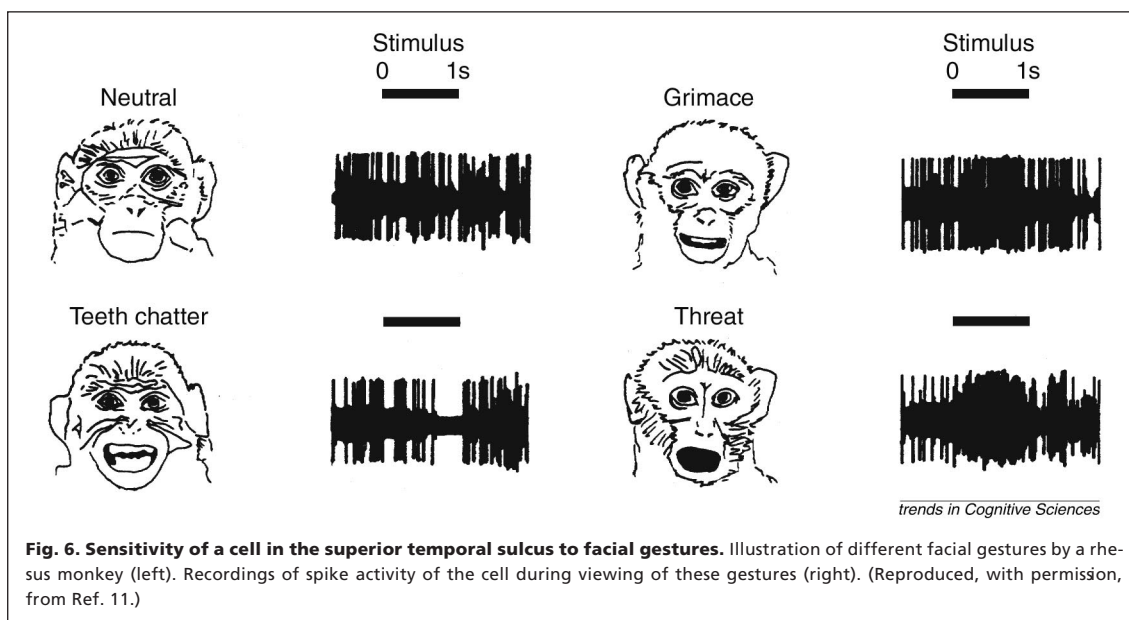 Stimulus
0 1s
Neutral
Stimulus
0 1s
Grimace
Teeth chatter
Threat
trends in Cognitive Sciences
Fig. 6. Sensitivity of a cell in the superior temporal sulcus to facial gestures. Illustration of different facial gestures by a rhe-
sus monkey (left). Recordings of spike activity of the cell during viewing of these gestures (right). (Reproduced, with permission,
from Ref. 11.)